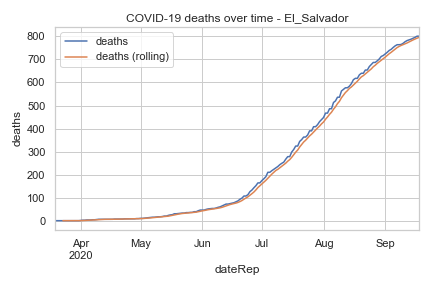 COVID-19 deaths over time - El_Salvador
deaths
deaths (rolling)
800
700
600
500
400
300
200
100
0
deaths
Apr
2020
May
Jun
Jul
Aug
Sep
dateRep